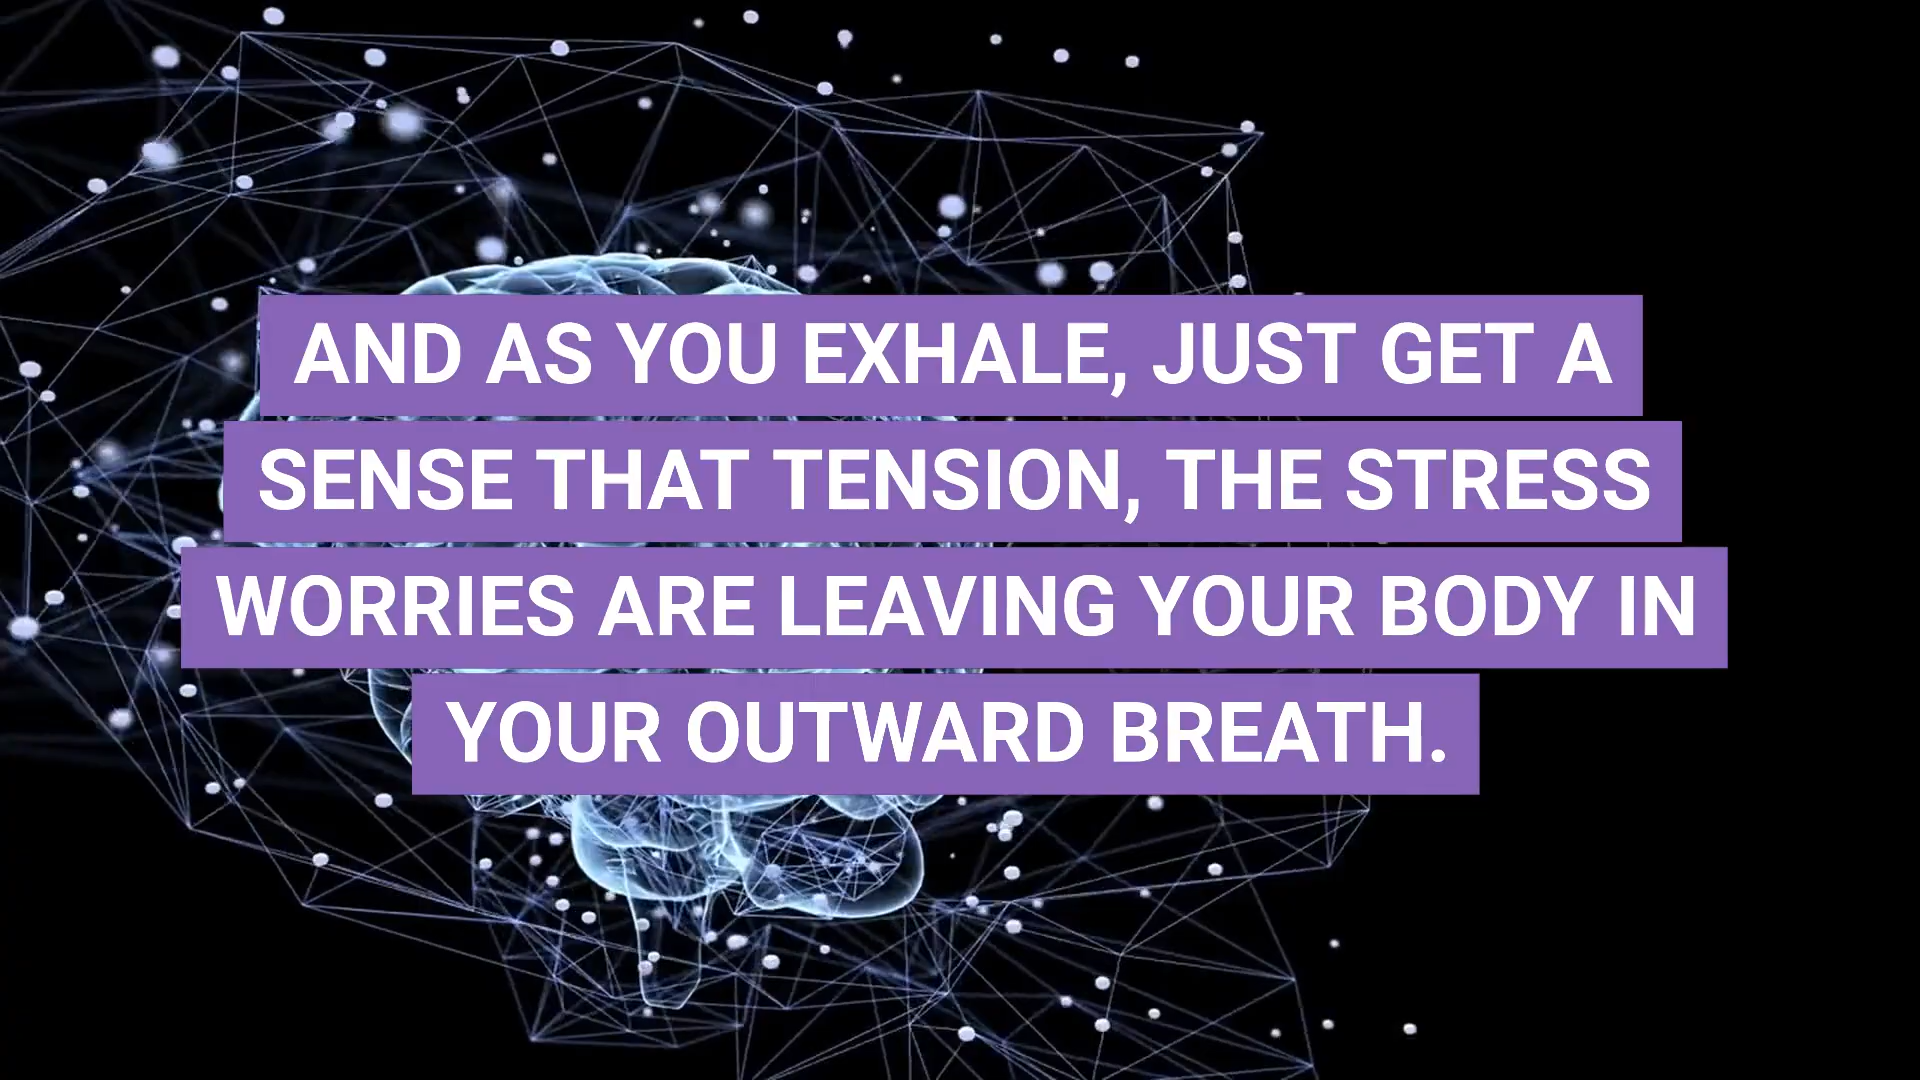 AND AS YOU EXHALE, JUST GET A
SENSE THAT TENSION, THE STRESS
WORRIES ARE LEAVING YOUR BODY IN
YOUR OUTWARD BREATH.